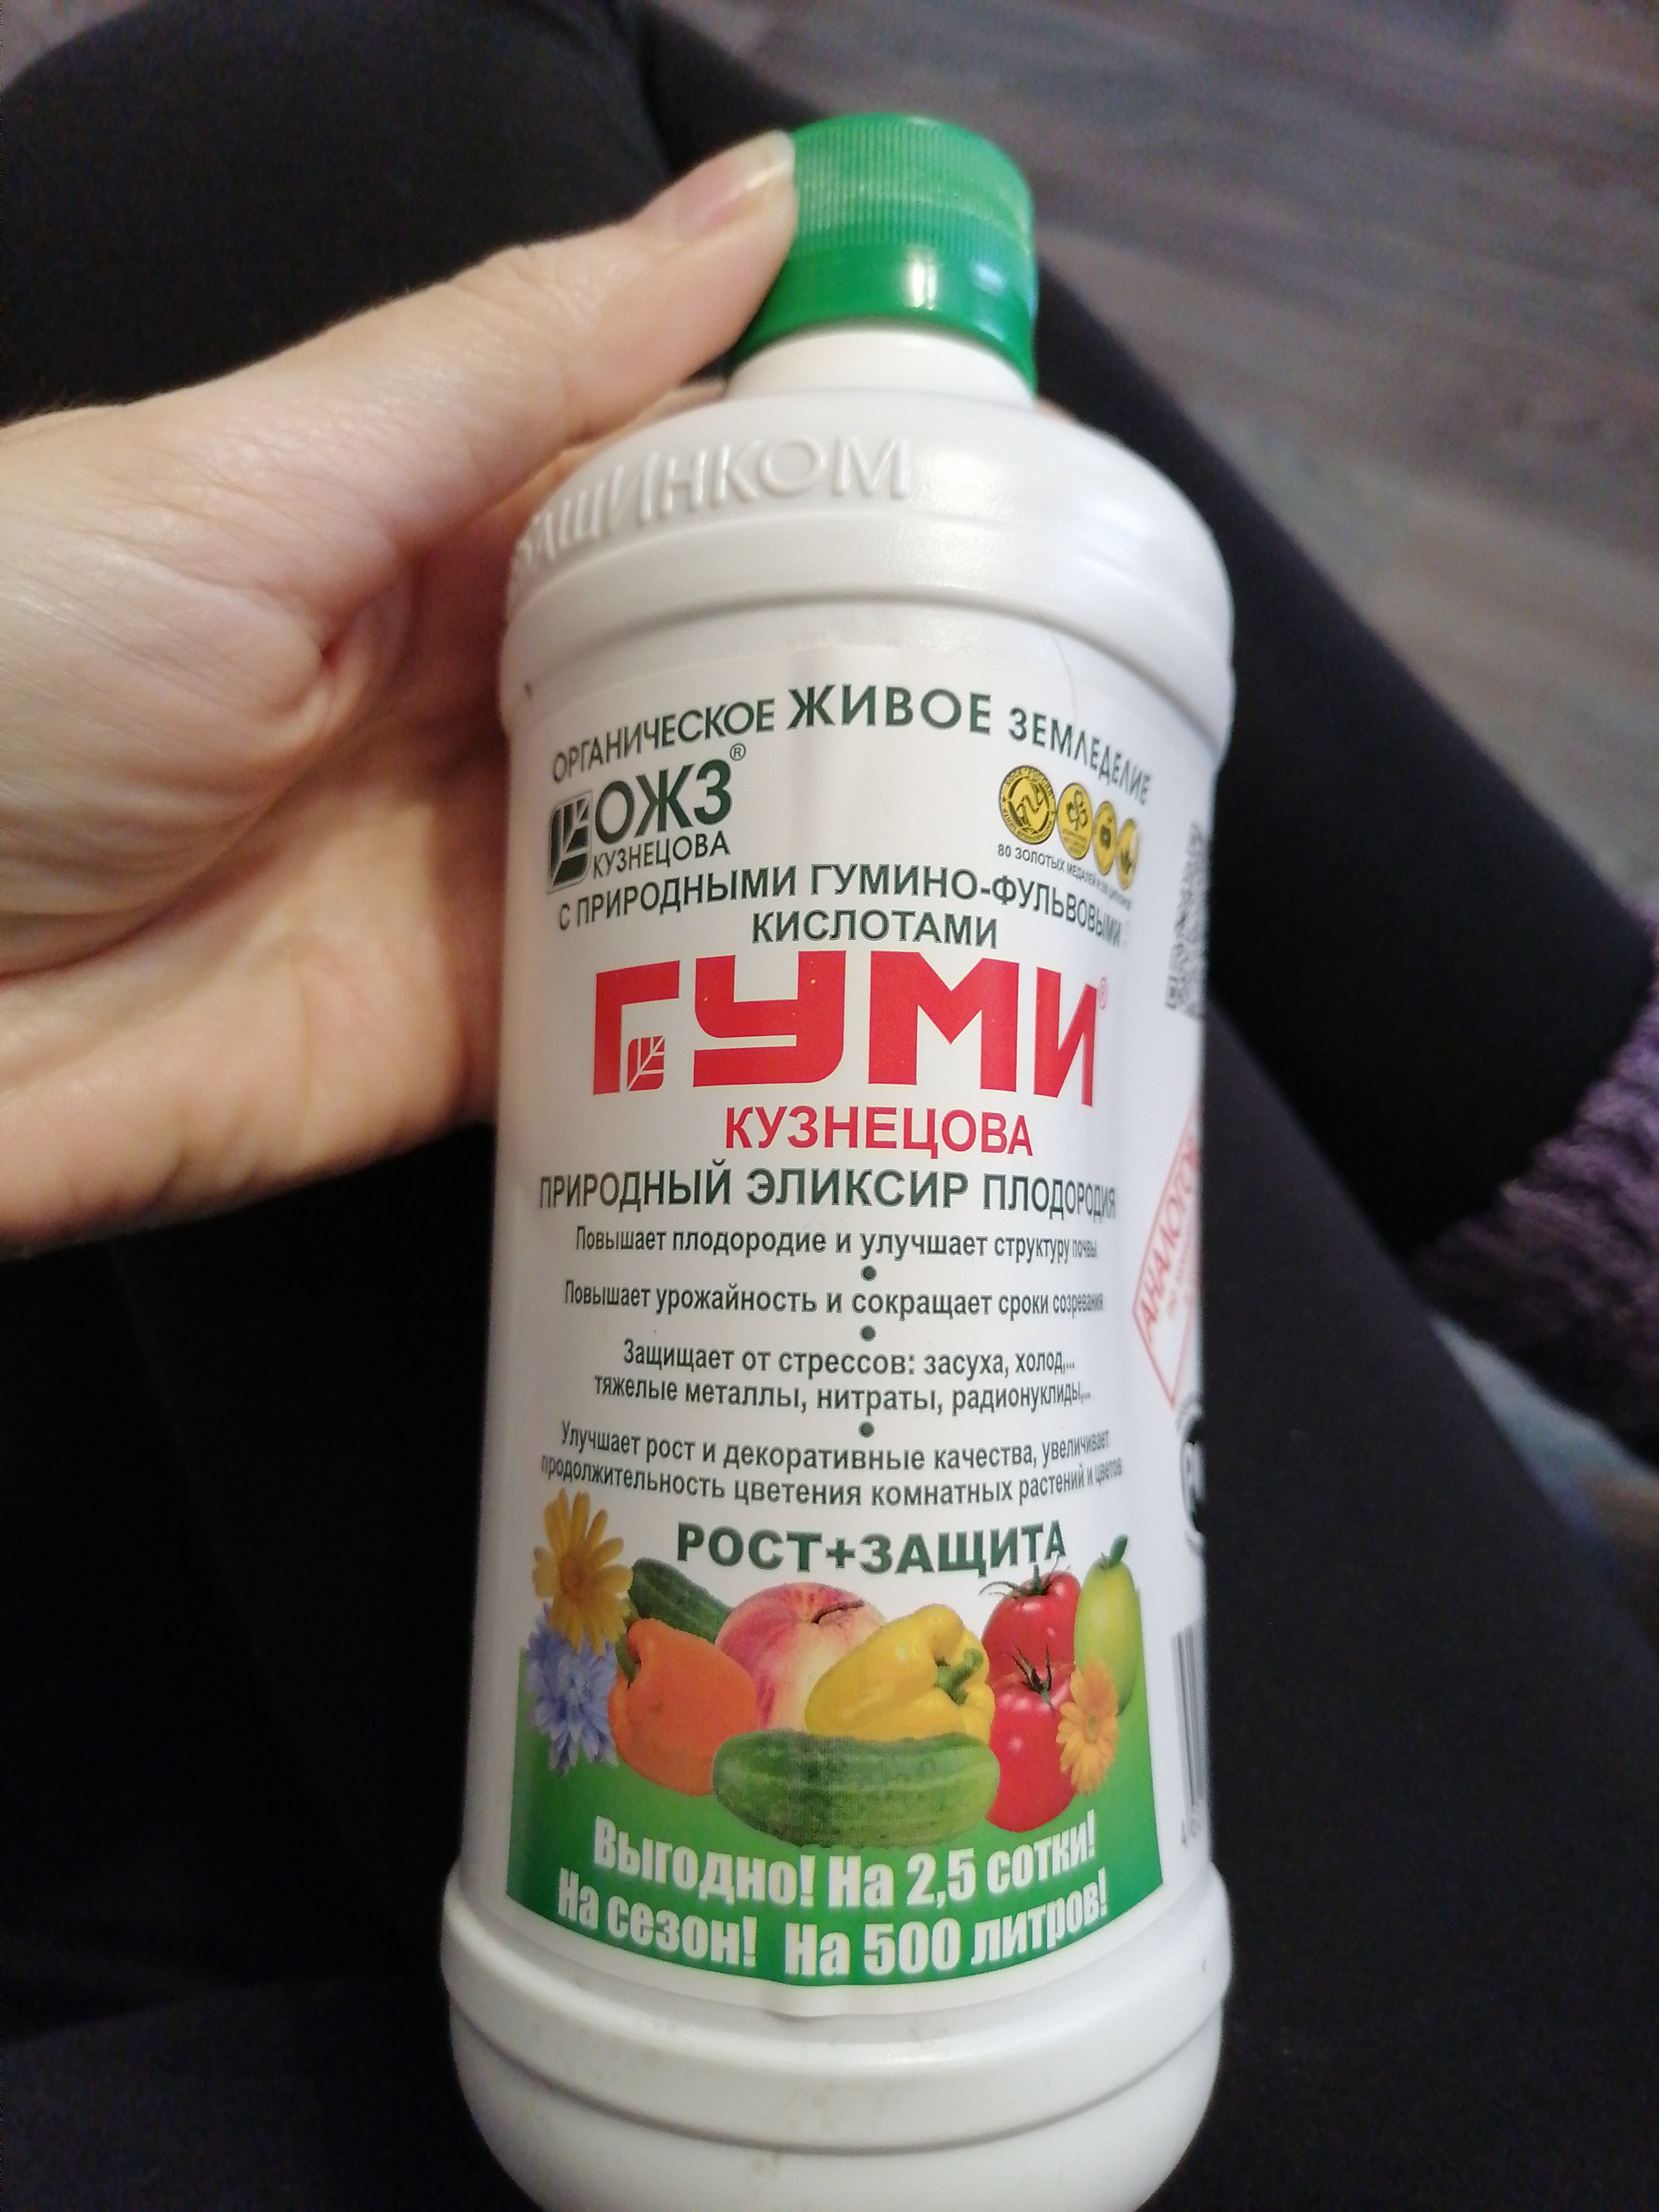 БАШИНКОМ
ОРГАНИЧЕСКОЕ ЖИВОЕ ЗЕМЛЕДЕЛИЕ
ОЖЗ®
КУЗНЕЦОВА
80 ЗОЛОТЫХ МЕДАЛЕЙ
С ПРИРОДНЫМИ ГУМИНО-ФУЛЬВОВЫМИ
КИСЛОТАМИ
ГУМИ®
КУЗНЕЦОВА
ПРИРОДНЫЙ ЭЛИКСИР ПЛОДОРОДИЯ
Повышает плодородие и улучшает структуру почвы
•
Повышает урожайность и сокращает сроки созревания
•
Защищает от стрессов: засуха, холод,...
тяжелые металлы, нитраты, радионуклиды,...
•
Улучшает рост и декоративные качества, увеличивает
продолжительность цветения комнатных растений и цветов
РОСТ+ЗАЩИТА
Выгодно! На 2,5 сотки!
На сезон! На 500 литров!
АНАЛОГОВ